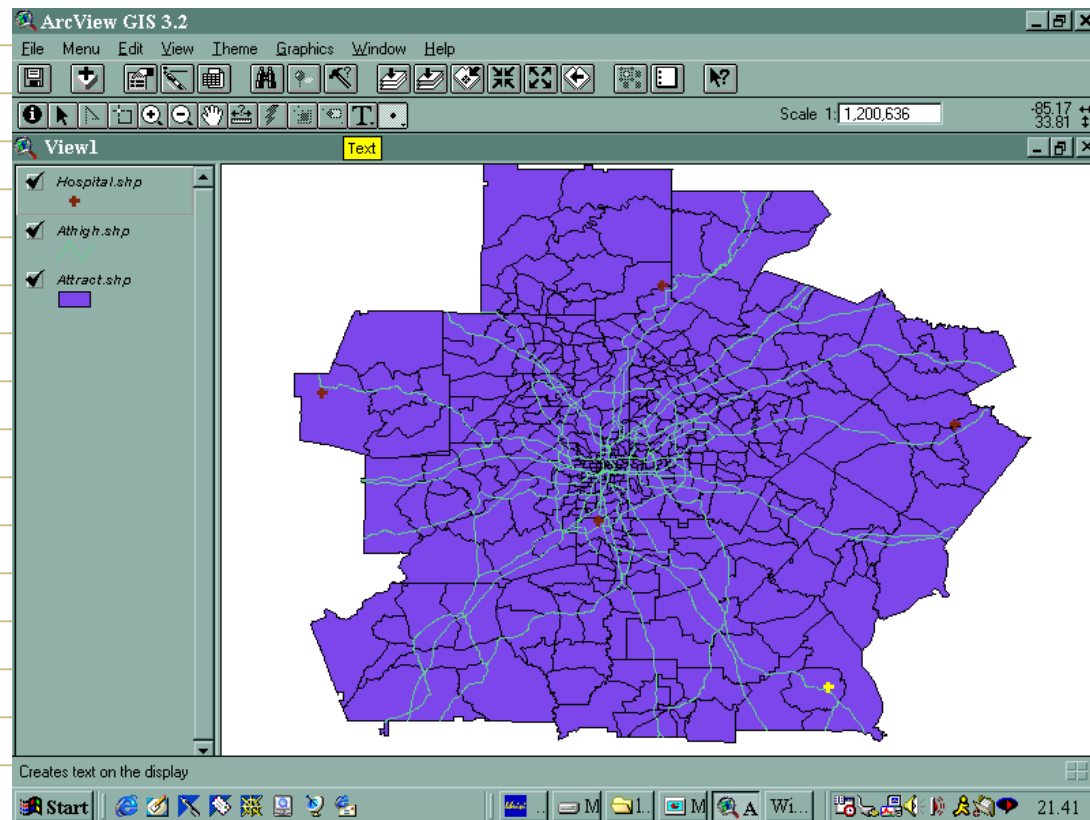 ArcView GIS 3.2
File Menu Edit View Theme Graphics Window Help
Scale 1: 1,200,636
-85.17
33.81
View1
Text
Hospital.shp
Athigh.shp
Attract.shp
Creates text on the display
Start .. M 1.. M A Wi... 21.41